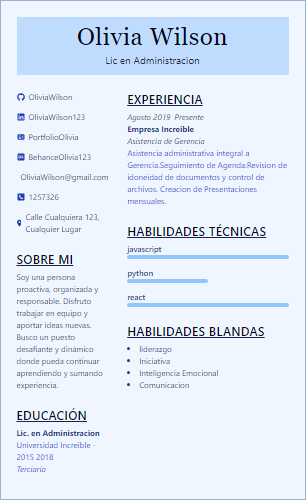 Olivia Wilson
Lic en Administracion
OliviaWilson
OliviaWilson123
PortfolioOlivia
BehanceOlivia123
OliviaWilson@gmail.com
1257326
Calle Cualquiera 123,
Cualquier Lugar
SOBRE MI
Soy una persona
proactiva, organizada y
responsable. Disfruto
trabajar en equipo y
aportar ideas nuevas.
Busco un puesto
desafiante y dinámico
donde pueda continuar
aprendiendo y sumando
experiencia.
EDUCACIÓN
Lic. en Administracion
Universidad Increible -
2015 2018
Terciario
EXPERIENCIA
Agosto 2019 Presente
Empresa Increible
Asistencia de Gerencia
Asistencia administrativa integral a
Gerencia.Seguimiento de Agenda.Revision de
idoneidad de documentos y control de
archivos. Creacion de Presentaciones
mensuales.
HABILIDADES TÉCNICAS
javascript
python
react
HABILIDADES BLANDAS
liderazgo
Iniciativa
Inteligencia Emocional
Comunicacion